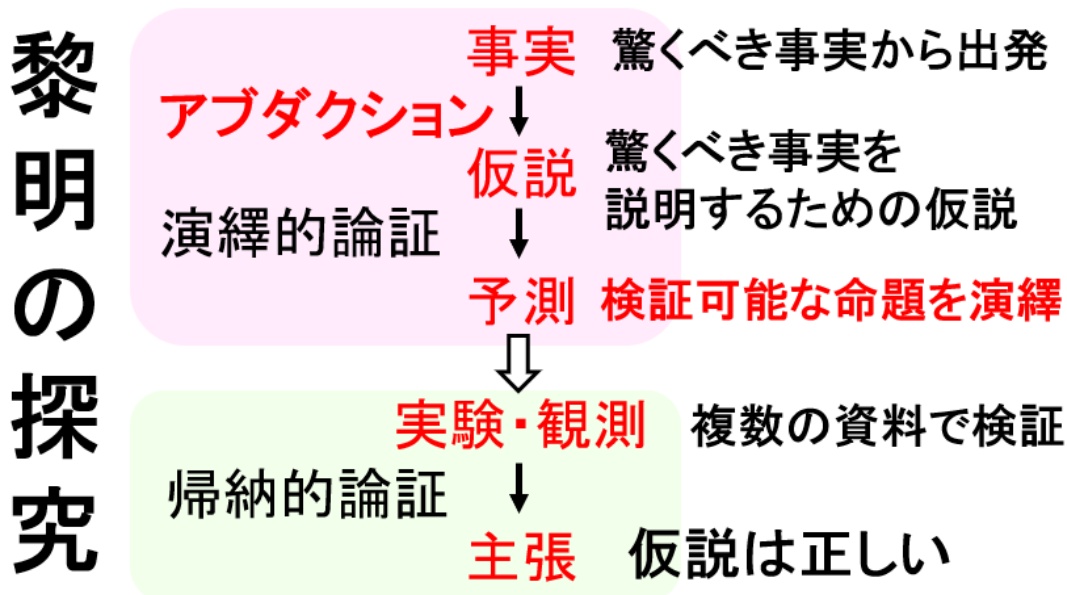 黎明の探究
事実 驚くべき事実から出発
アブダクション
仮説 驚くべき事実を
説明するための仮説
演繹的論証
予測 検証可能な命題を演繹
実験・観測 複数の資料で検証
帰納的論証
主張 仮説は正しい